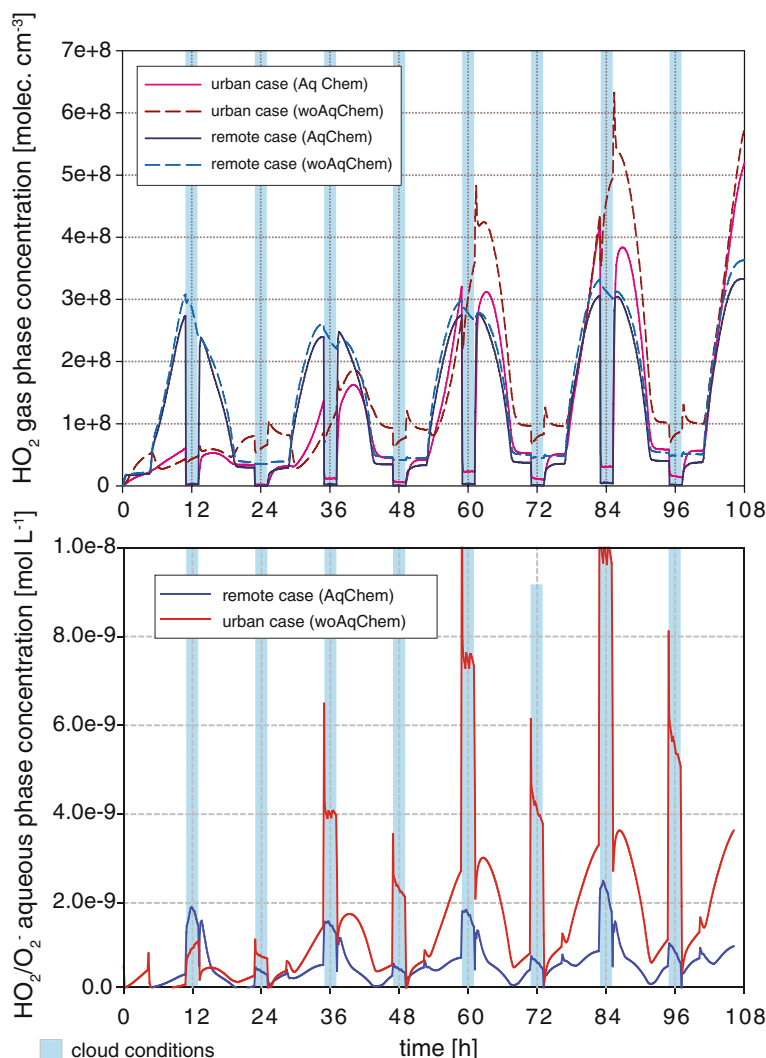 HO₂ gas phase concentration [molec. cm⁻³]
7e+8
6e+8
5e+8
4e+8
3e+8
2e+8
1e+8
0
urban case (Aq Chem)
urban case (woAqChem)
remote case (AqChem)
remote case (woAqChem)
0 12 24 36 48 60 72 84 96 108
HO₂/O₂⁻ aqueous phase concentration [mol L⁻¹]
1.0e-8
8.0e-9
6.0e-9
4.0e-9
2.0e-9
0.0
remote case (AqChem)
urban case (woAqChem)
0 12 24 36 48 60 72 84 96 108
cloud conditions
time [h]